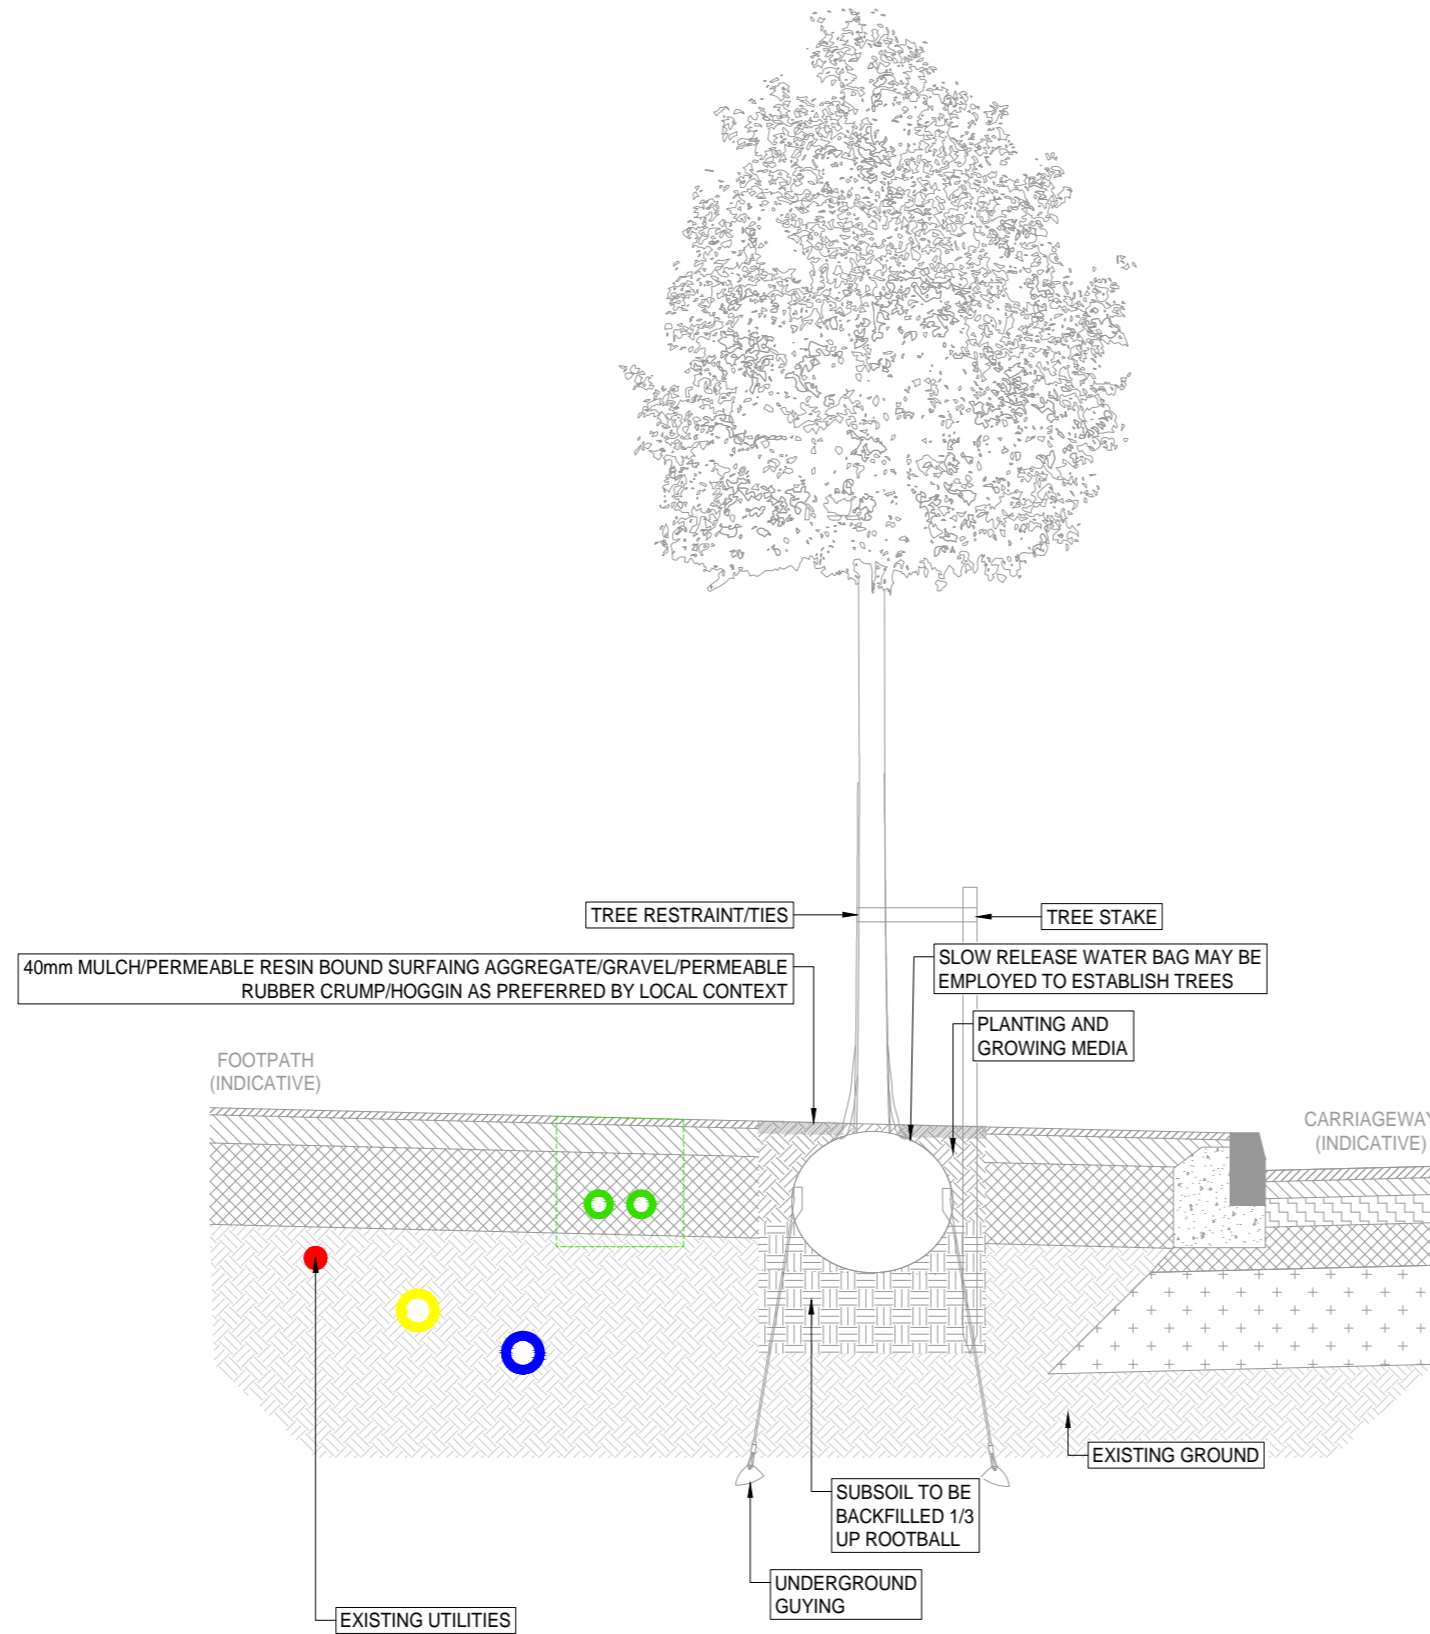 TREE RESTRAINT/TIES
TREE STAKE
40mm MULCH/PERMEABLE RESIN BOUND SURFAING AGGREGATE/GRAVEL/PERMEABLE
RUBBER CRUMP/HOGGIN AS PREFERRED BY LOCAL CONTEXT
SLOW RELEASE WATER BAG MAY BE
EMPLOYED TO ESTABLISH TREES
PLANTING AND
GROWING MEDIA
FOOTPATH
(INDICATIVE)
CARRIAGEWAY
(INDICATIVE)
EXISTING GROUND
SUBSOIL TO BE
BACKFILLED 1/3
UP ROOTBALL
UNDERGROUND
GUYING
EXISTING UTILITIES